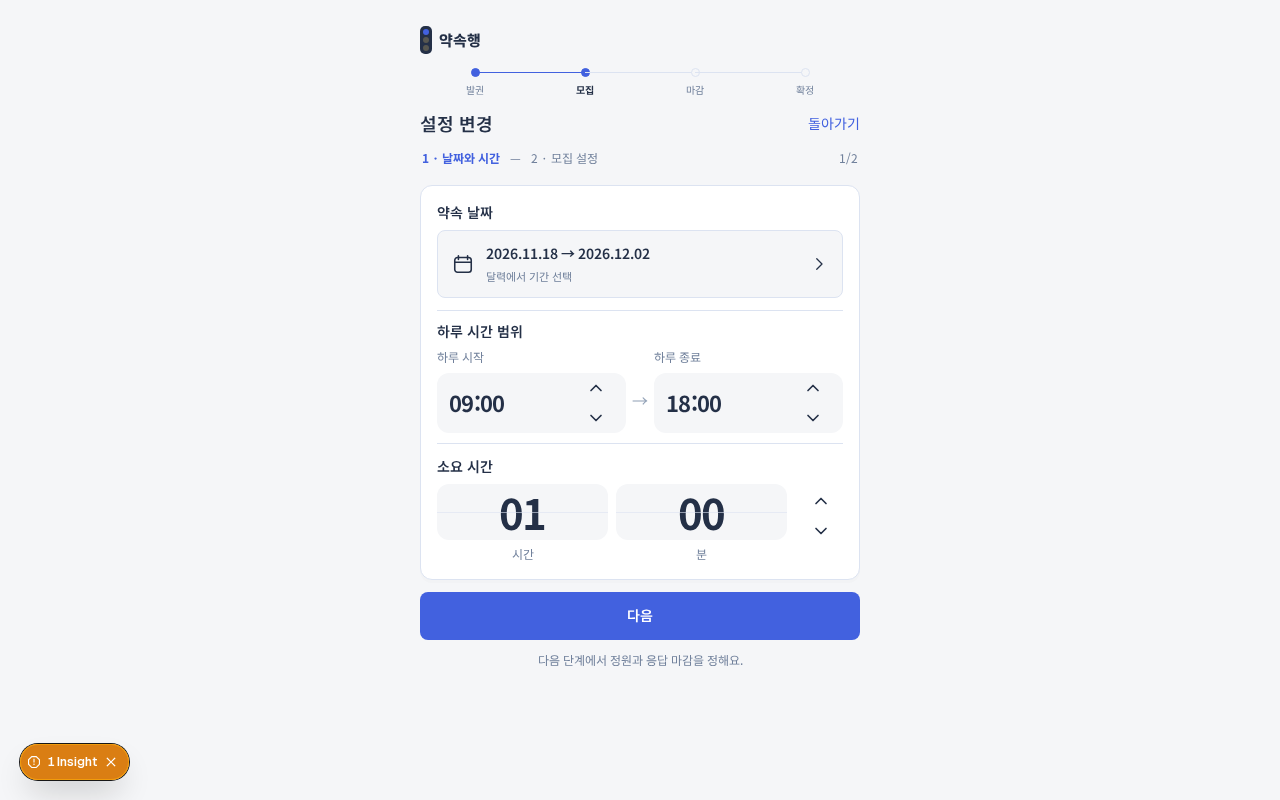 약속행
발권
모집
마감
확정
설정 변경
돌아가기
1 · 날짜와 시간 — 2 · 모집 설정
1/2
약속 날짜
2026.11.18 → 2026.12.02
달력에서 기간 선택
하루 시간 범위
하루 시작
하루 종료
09:00 → 18:00
소요 시간
01 00
시간
분
다음
다음 단계에서 정원과 응답 마감을 정해요.
1 Insight